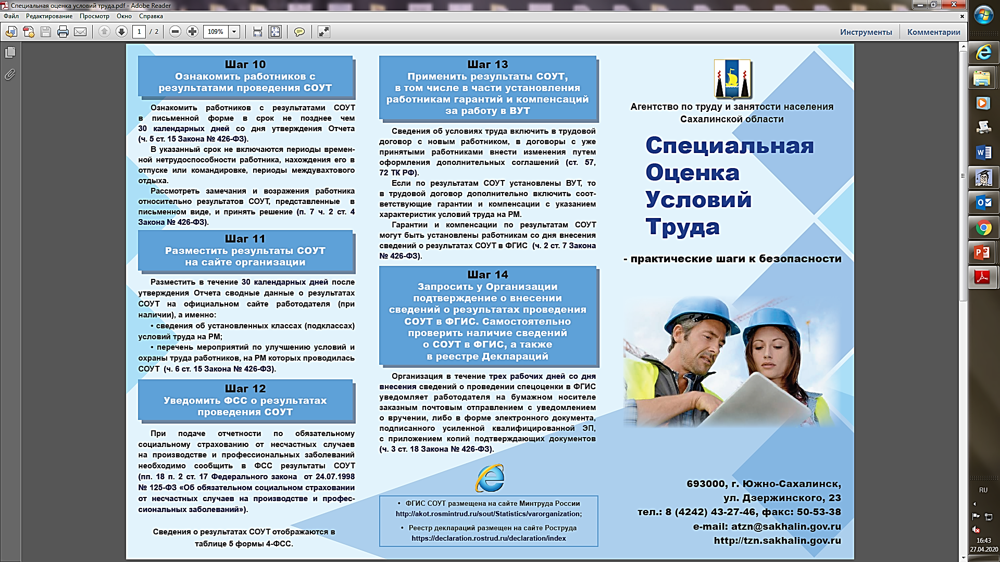 Специальная оценка условий труда.pdf - Adobe Reader
Файл Редактирование Просмотр Окно Справка
1 / 2 109% Инструменты Комментарии
Шаг 10
Ознакомить работников с
результатами проведения СОУТ
Ознакомить работников с результатами СОУТ
в письменной форме в срок не позднее чем
30 календарных дней со дня утверждения Отчета
(ч. 5 ст. 15 Закона № 426-ФЗ).
В указанный срок не включаются периоды времен-
ной нетрудоспособности работника, нахождения его в
отпуске или командировке, периоды междувахтового
отдыха.
Рассмотреть замечания и возражения работника
относительно результатов СОУТ, представленные в
письменном виде, и принять решение (п. 7 ч. 2 ст. 4
Закона № 426-ФЗ).
Шаг 11
Разместить результаты СОУТ
на сайте организации
Разместить в течение 30 календарных дней после
утверждения Отчета сводные данные о результатах
СОУТ на официальном сайте работодателя (при
наличии), а именно:
• сведения об установленных классах (подклассах)
условий труда на РМ;
• перечень мероприятий по улучшению условий и
охраны труда работников, на РМ которых проводилась
СОУТ (ч. 6 ст. 15 Закона № 426-ФЗ).
Шаг 12
Уведомить ФСС о результатах
проведения СОУТ
При подаче отчетности по обязательному
социальному страхованию от несчастных случаев
на производстве и профессиональных заболеваний
необходимо сообщить в ФСС результаты СОУТ
(пп. 18 п. 2 ст. 17 Федерального закона от 24.07.1998
№ 125-ФЗ «Об обязательном социальном страховании
от несчастных случаев на производстве и профес-
сиональных заболеваний»).
Сведения о результатах СОУТ отображаются в
таблице 5 формы 4-ФСС.
Шаг 13
Применить результаты СОУТ,
в том числе в части установления
работникам гарантий и компенсаций
за работу в ВУТ
Сведения об условиях труда включить в трудовой
договор с новым работником, в договоры с уже
принятыми работниками внести изменения путем
оформления дополнительных соглашений (ст. 57,
72 ТК РФ).
Если по результатам СОУТ установлены ВУТ, то
в трудовой договор дополнительно включить соот-
ветствующие гарантии и компенсации с указанием
характеристик условий труда на РМ.
Гарантии и компенсации по результатам СОУТ
могут быть установлены работникам со дня внесения
сведений о результатах СОУТ в ФГИС (ч. 2 ст. 7 Закона
№ 426-ФЗ).
Шаг 14
Запросить у Организации
подтверждение о внесении
сведений о результатах проведения
СОУТ в ФГИС. Самостоятельно
проверить наличие сведений
о СОУТ в ФГИС, а также
в реестре Деклараций
Организация в течение трех рабочих дней со дня
внесения сведений о проведении спецоценки в ФГИС
уведомляет работодателя на бумажном носителе
заказным почтовым отправлением с уведомлением
о вручении, либо в форме электронного документа,
подписанного усиленной квалифицированной ЭП,
с приложением копий подтверждающих документов
(ч. 3 ст. 18 Закона № 426-ФЗ).
• ФГИС СОУТ размещена на сайте Минтруда России
http://akot.rosmintrud.ru/sout/Statistics/varorganization;
• Реестр деклараций размещен на сайте Роструда
https://declaration.rostrud.ru/declaration/index
Агентство по труду и занятости населения
Сахалинской области
Специальная
Оценка
Условий
Труда
- практические шаги к безопасности
693000, г. Южно-Сахалинск,
ул. Дзержинского, 23
тел.: 8 (4242) 43-27-46, факс: 50-53-38
e-mail: atzn@sakhalin.gov.ru
http://tzn.sakhalin.gov.ru
RU
16:43
27.04.2020